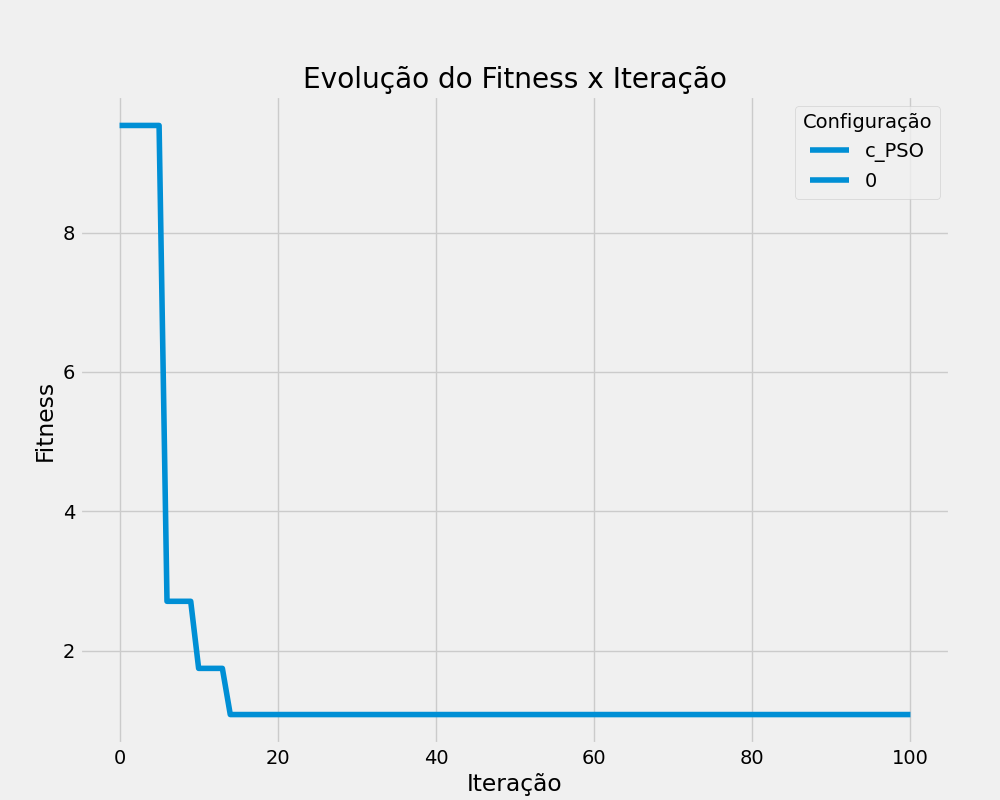 Evolução do Fitness x Iteração
Configuração
c_PSO
0
Fitness
8
6
4
2
0 20 40 60 80 100
Iteração